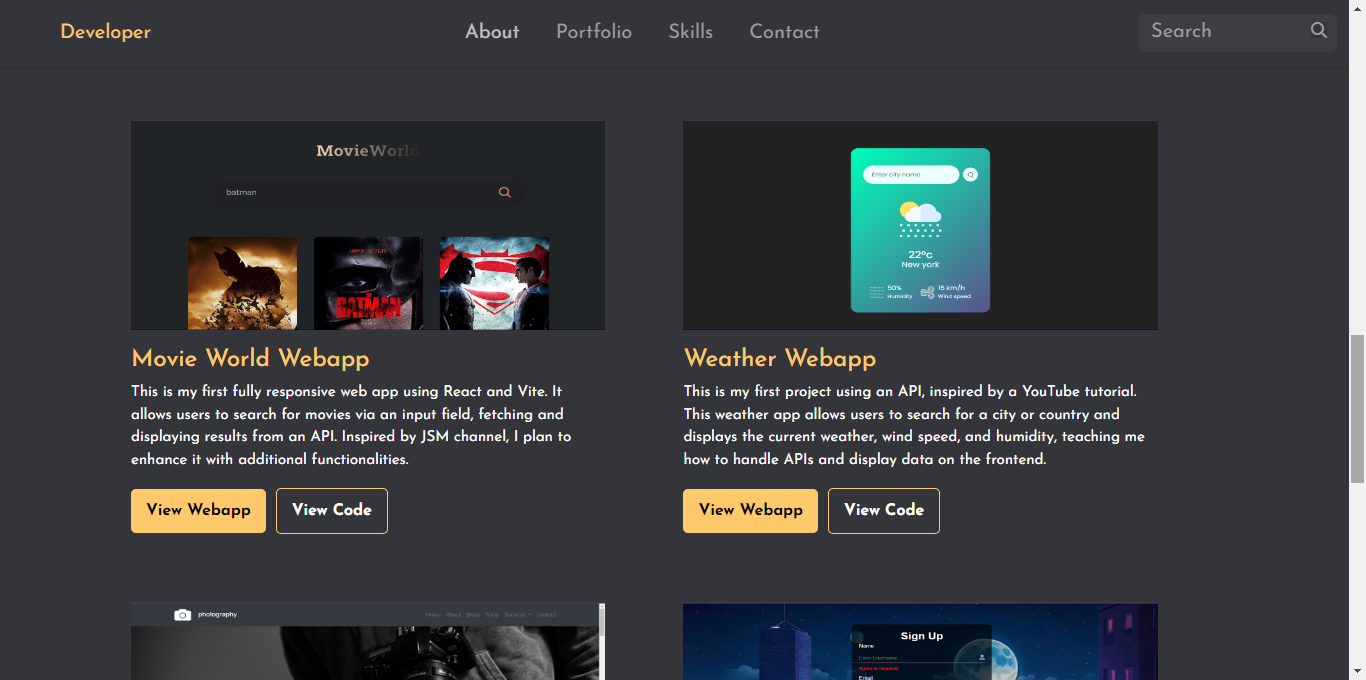 Developer
About
Portfolio
Skills
Contact
Search
MovieWorld
batman
THE
BATMAN
Enter city name
22°c
New york
50%
Humidity
15 km/h
Wind speed
Movie World Webapp
This is my first fully responsive web app using React and Vite. It
allows users to search for movies via an input field, fetching and
displaying results from an API. Inspired by JSM channel, I plan to
enhance it with additional functionalities.
View Webapp
View Code
Weather Webapp
This is my first project using an API, inspired by a YouTube tutorial.
This weather app allows users to search for a city or country and
displays the current weather, wind speed, and humidity, teaching me
how to handle APIs and display data on the frontend.
View Webapp
View Code
photography
Home About Blogs Shop Services Contact
Sign Up
Name
Enter Username
Name is required
Email